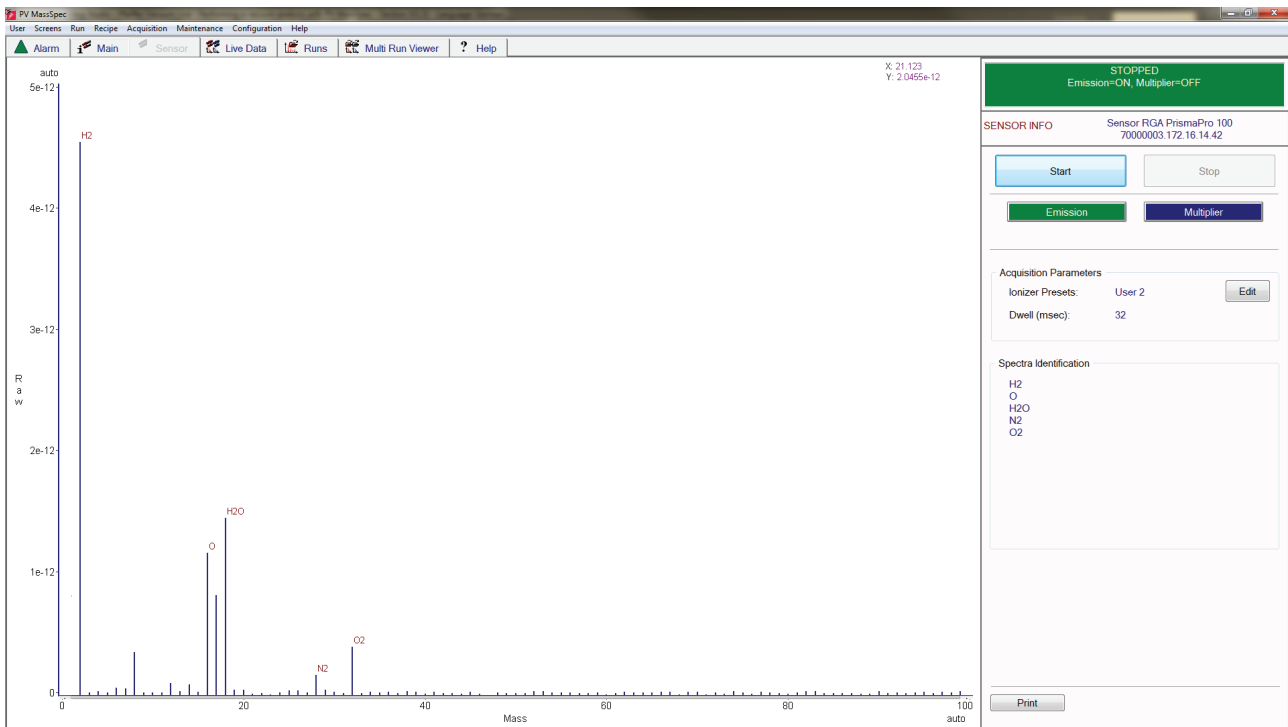 PV MassSpec
User Screens Run Recipe Acquisition Maintenance Configuration Help
Alarm Main Sensor Live Data Runs Multi Run Viewer ? Help
auto
X: 21.123
Y: 2.0455e-12
5e-12
4e-12
3e-12
2e-12
1e-12
0
Raw
H2
O
H2O
N2
O2
0 20 40 60 80 100
Mass
auto
STOPPED
Emission=ON, Multiplier=OFF
SENSOR INFO
Sensor RGA PrismaPro 100
70000003.172.16.14.42
Start Stop
Emission Multiplier
Acquisition Parameters
Ionizer Presets: User 2 Edit
Dwell (msec): 32
Spectra Identification
H2
O
H2O
N2
O2
Print